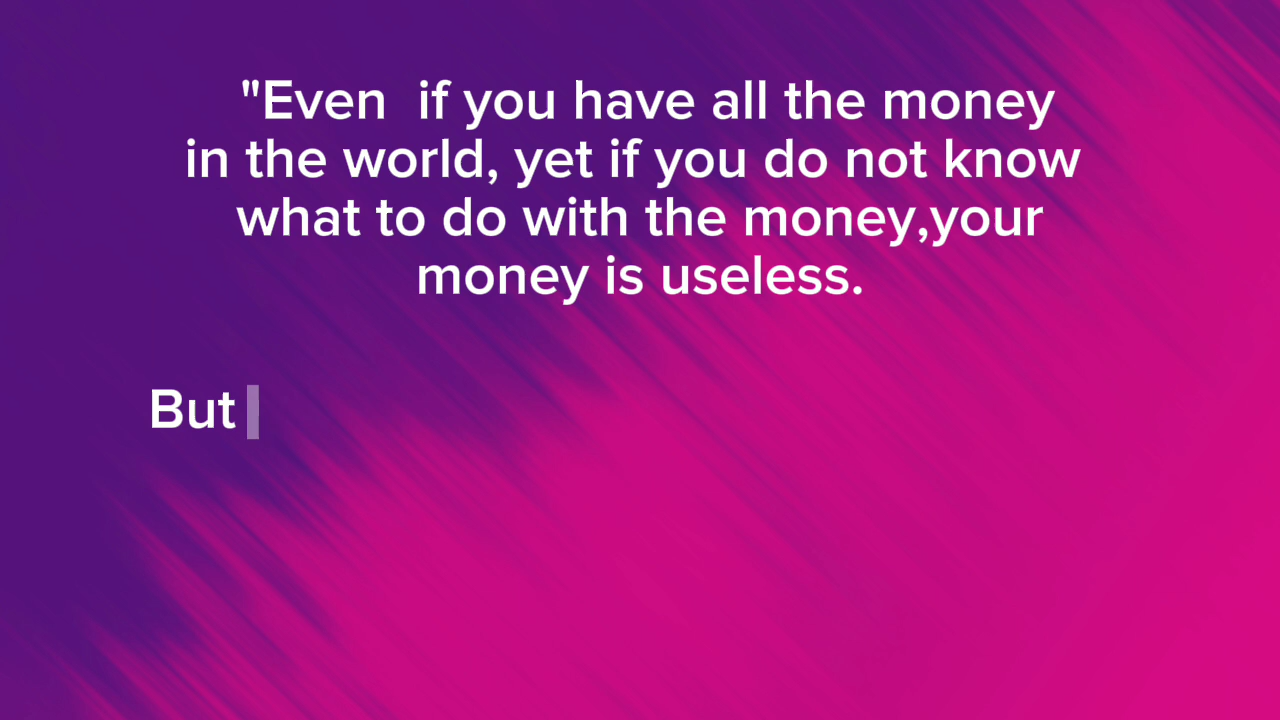 "Even  if you have all the money
in the world, yet if you do not know
what to do with the money,your
money is useless.
But